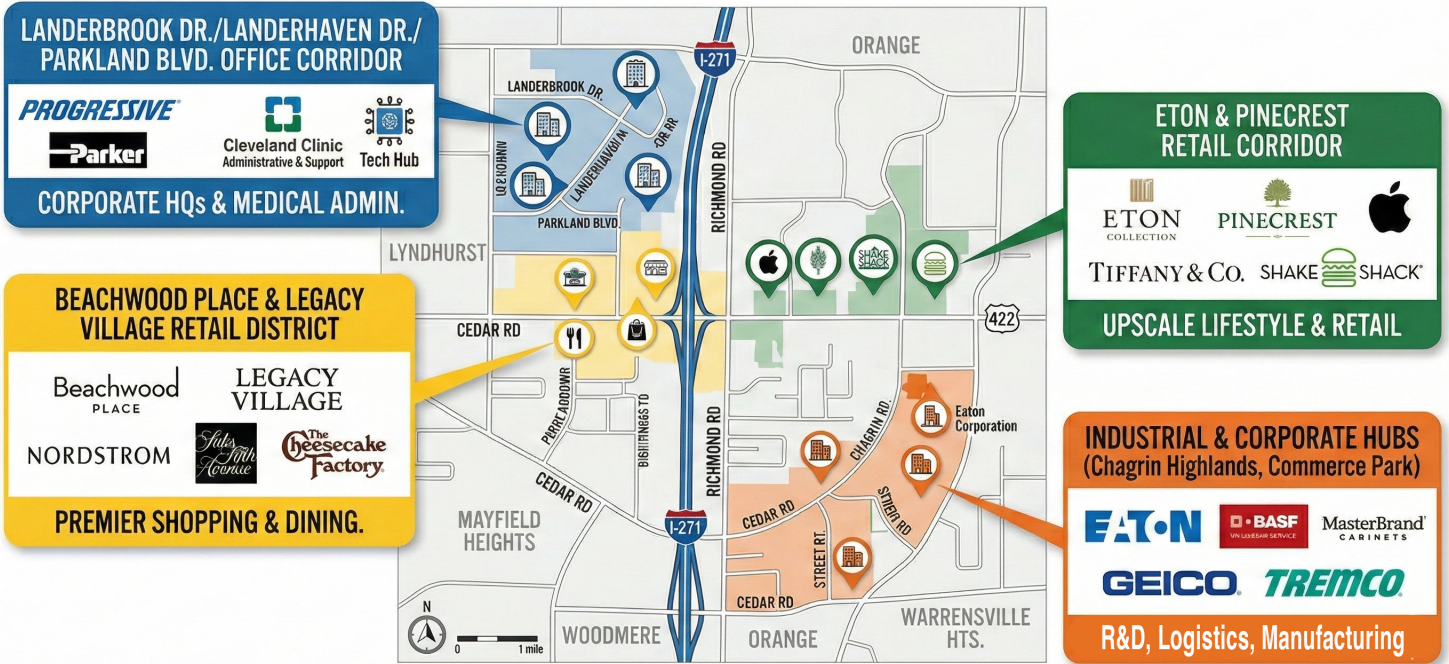 LANDERBROOK DR./LANDERHAVEN DR./
PARKLAND BLVD. OFFICE CORRIDOR
PROGRESSIVE
Parker
Cleveland Clinic
Administrative & Support
Tech Hub
CORPORATE HQs & MEDICAL ADMIN.
BEACHWOOD PLACE & LEGACY
VILLAGE RETAIL DISTRICT
Beachwood
PLACE
LEGACY
VILLAGE
NORDSTROM
Saks
Fifth
Avenue
The
Cheesecake
Factory
PREMIER SHOPPING & DINING.
ORANGE
I-271
LANDERBROOK DR.
RICHMOND RD
PARKLAND BLVD.
LYNDHURST
SHAKE
SHACK
CEDAR RD
422
PERREADDOWR
RICHMOND RD
CHAGRIN RD.
Eaton
Corporation
CEDAR RD
CEDAR RD
I-271
MAYFIELD
HEIGHTS
STREET RT.
CEDAR RD
N
0 1 mile
WOODMERE
ORANGE
WARRENSVILLE
HTS.
ETON & PINECREST
RETAIL CORRIDOR
ETON
COLLECTION
PINECREST
TIFFANY & CO.
SHAKE SHACK
UPSCALE LIFESTYLE & RETAIL
INDUSTRIAL & CORPORATE HUBS
(Chagrin Highlands, Commerce Park)
EATON
BASF
MasterBrand
CABINETS
GEICO
TREMCO
R&D, Logistics, Manufacturing